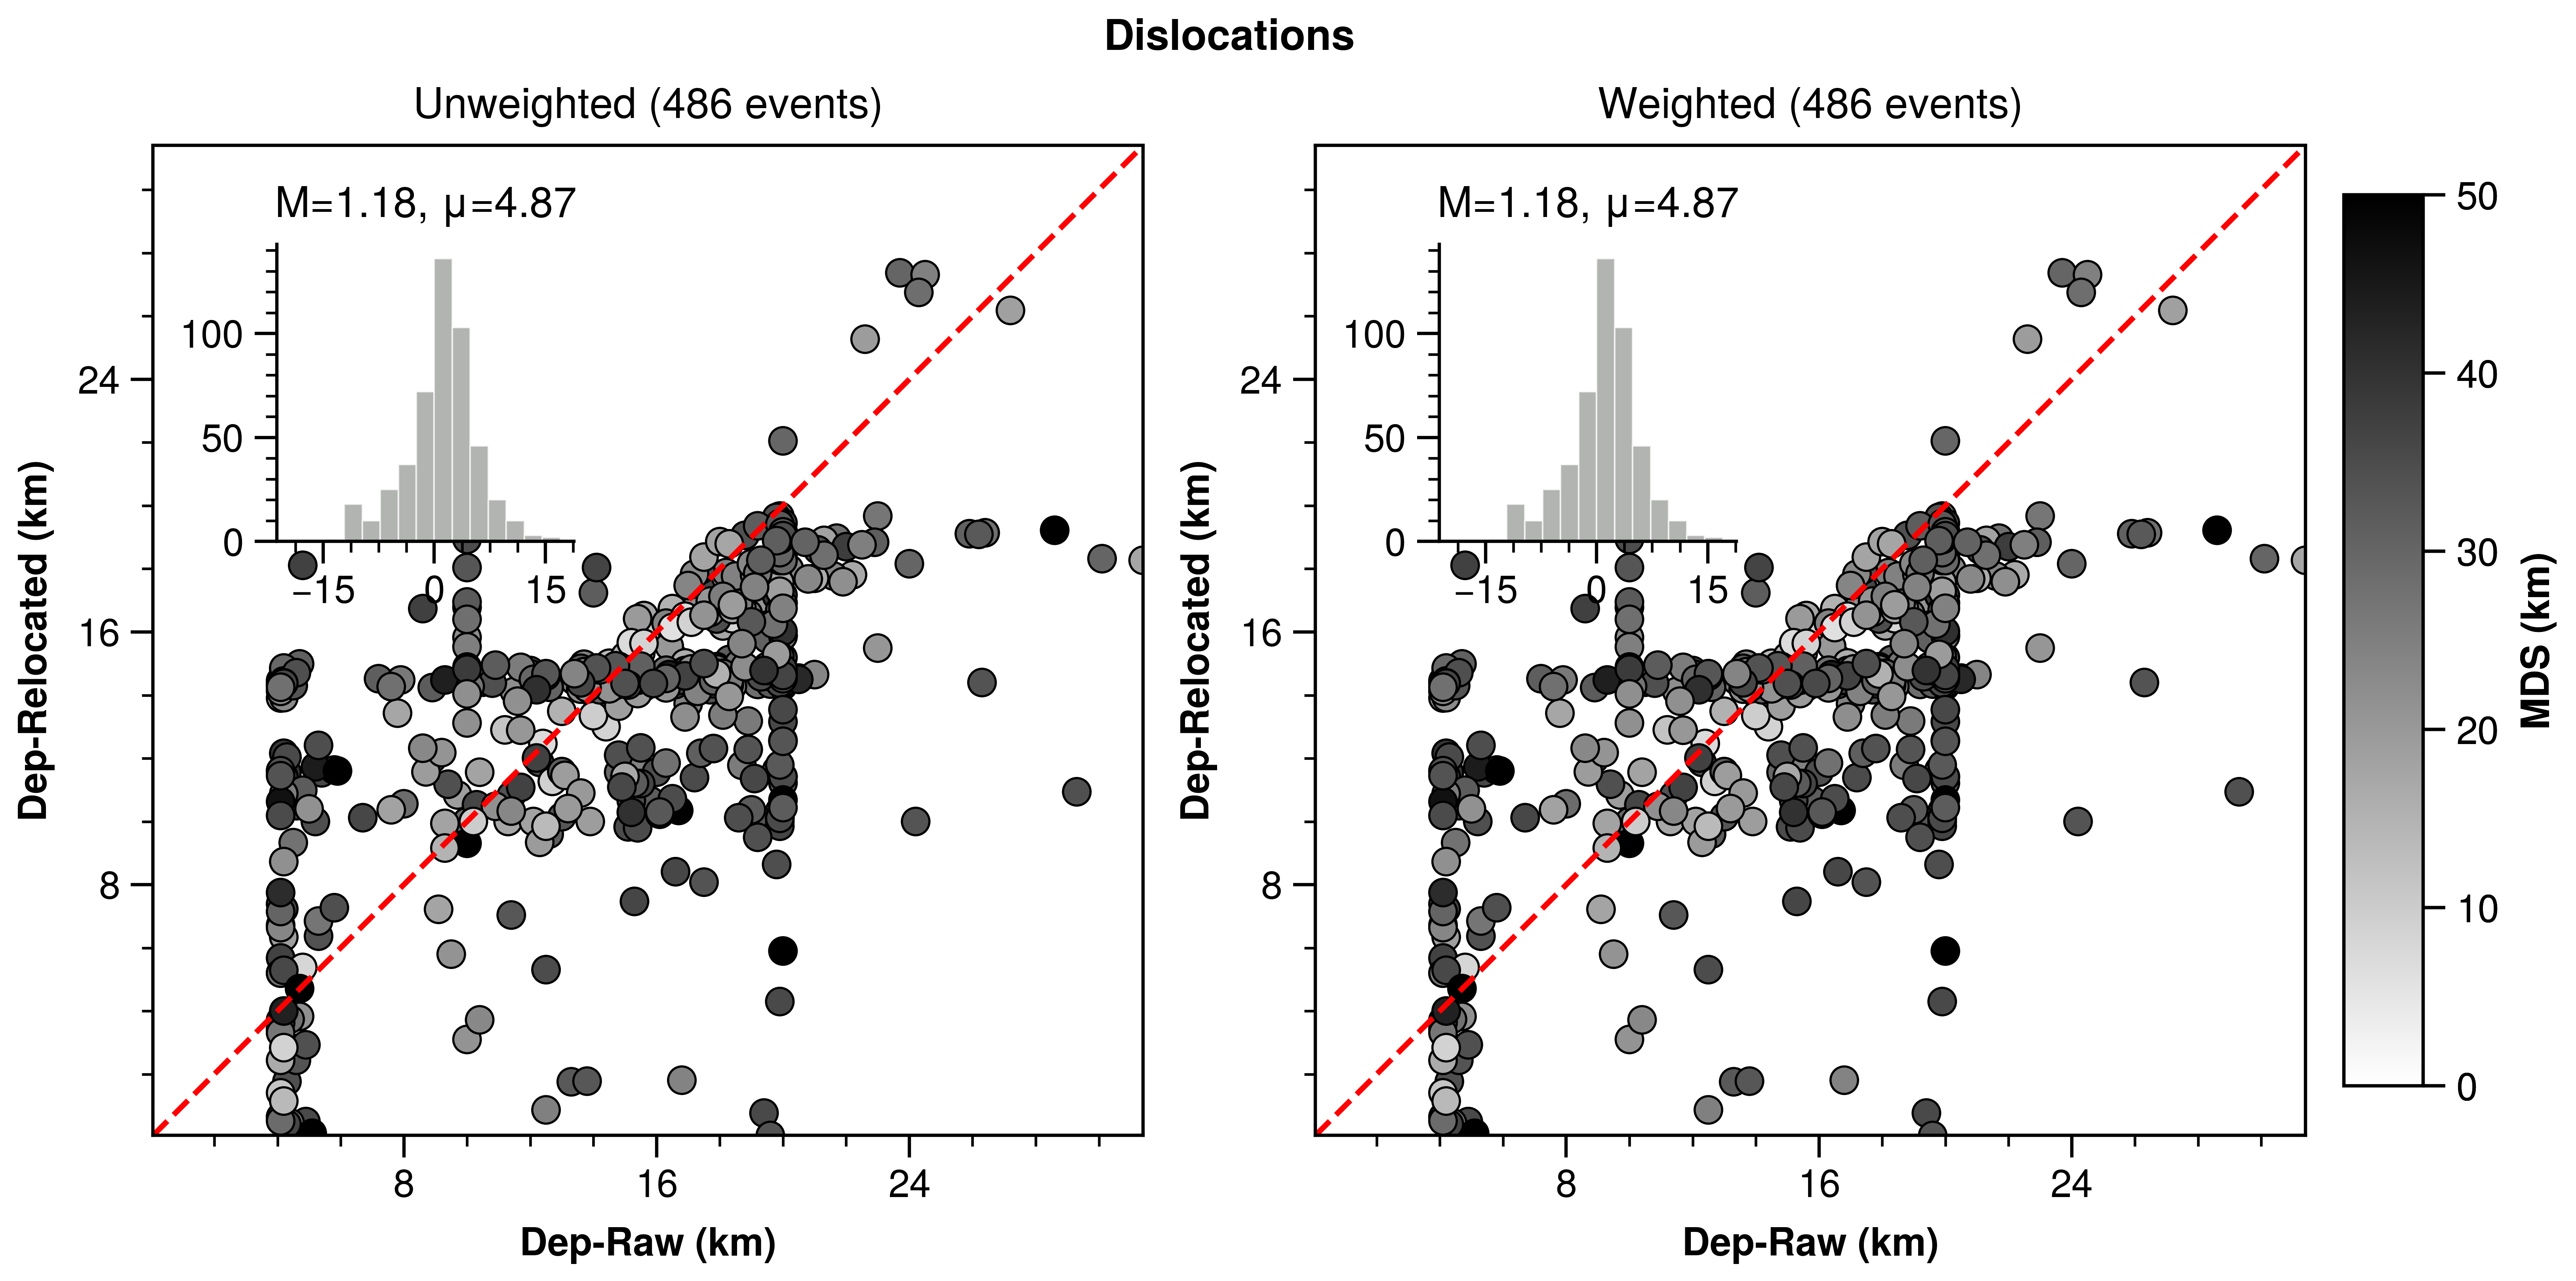 Dislocations
Unweighted (486 events)
M=1.18, µ=4.87
100
50
0
−15 0 15
24
16
8
8 16 24
Dep-Relocated (km)
Dep-Raw (km)
Weighted (486 events)
M=1.18, µ=4.87
100
50
0
−15 0 15
24
16
8
8 16 24
Dep-Relocated (km)
Dep-Raw (km)
50
40
30
20
10
0
MDS (km)